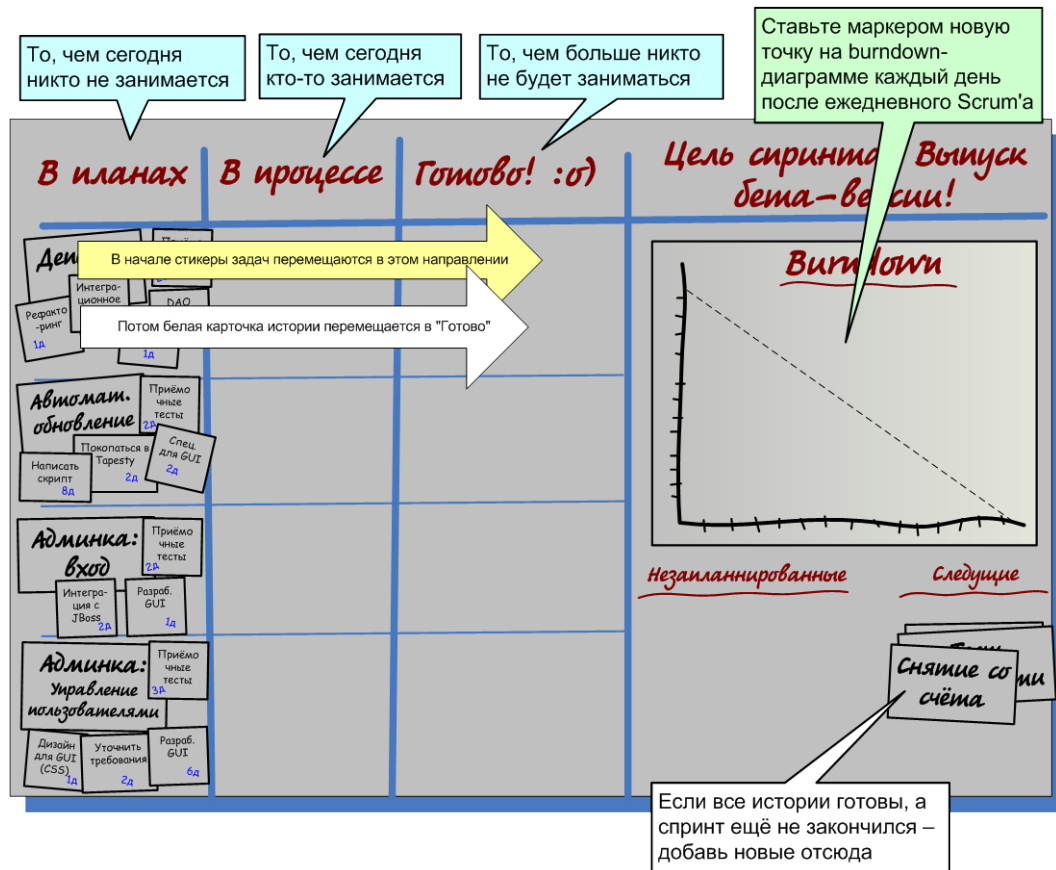 То, чем сегодня
никто не занимается
То, чем сегодня
кто-то занимается
То, чем больше никто
не будет заниматься
Ставьте маркером новую
точку на burndown-
диаграмме каждый день
после ежедневного Scrum'а
В планах
В процессе
Готово! :о)
Цель спринта Выпуск
бета-версии!
В начале стикеры задач перемещаются в этом направлении
Интегра-
ционное
DAO
Рефакто
-ринг
1д
Потом белая карточка истории перемещается в "Готово"
1д
Автомат.
обновление
Приёмо
чные
тесты
2д
Покопаться в
Tapesty
2д
Спец.
для GUI
2д
Написать
скрипт
8д
Админка:
вход
Приёмо
чные
тесты
2д
Интегра-
ция с
JBoss
2д
Разраб.
GUI
1д
Админка:
Управление
пользователями
Приёмо
чные
тесты
3д
Дизайн
для GUI
(CSS)
1д
Уточнить
требования
2д
Разраб.
GUI
6д
Burndown
Незапланнированные
Следущие
Снятие со
счёта
Если все истории готовы, а
спринт ещё не закончился –
добавь новые отсюда